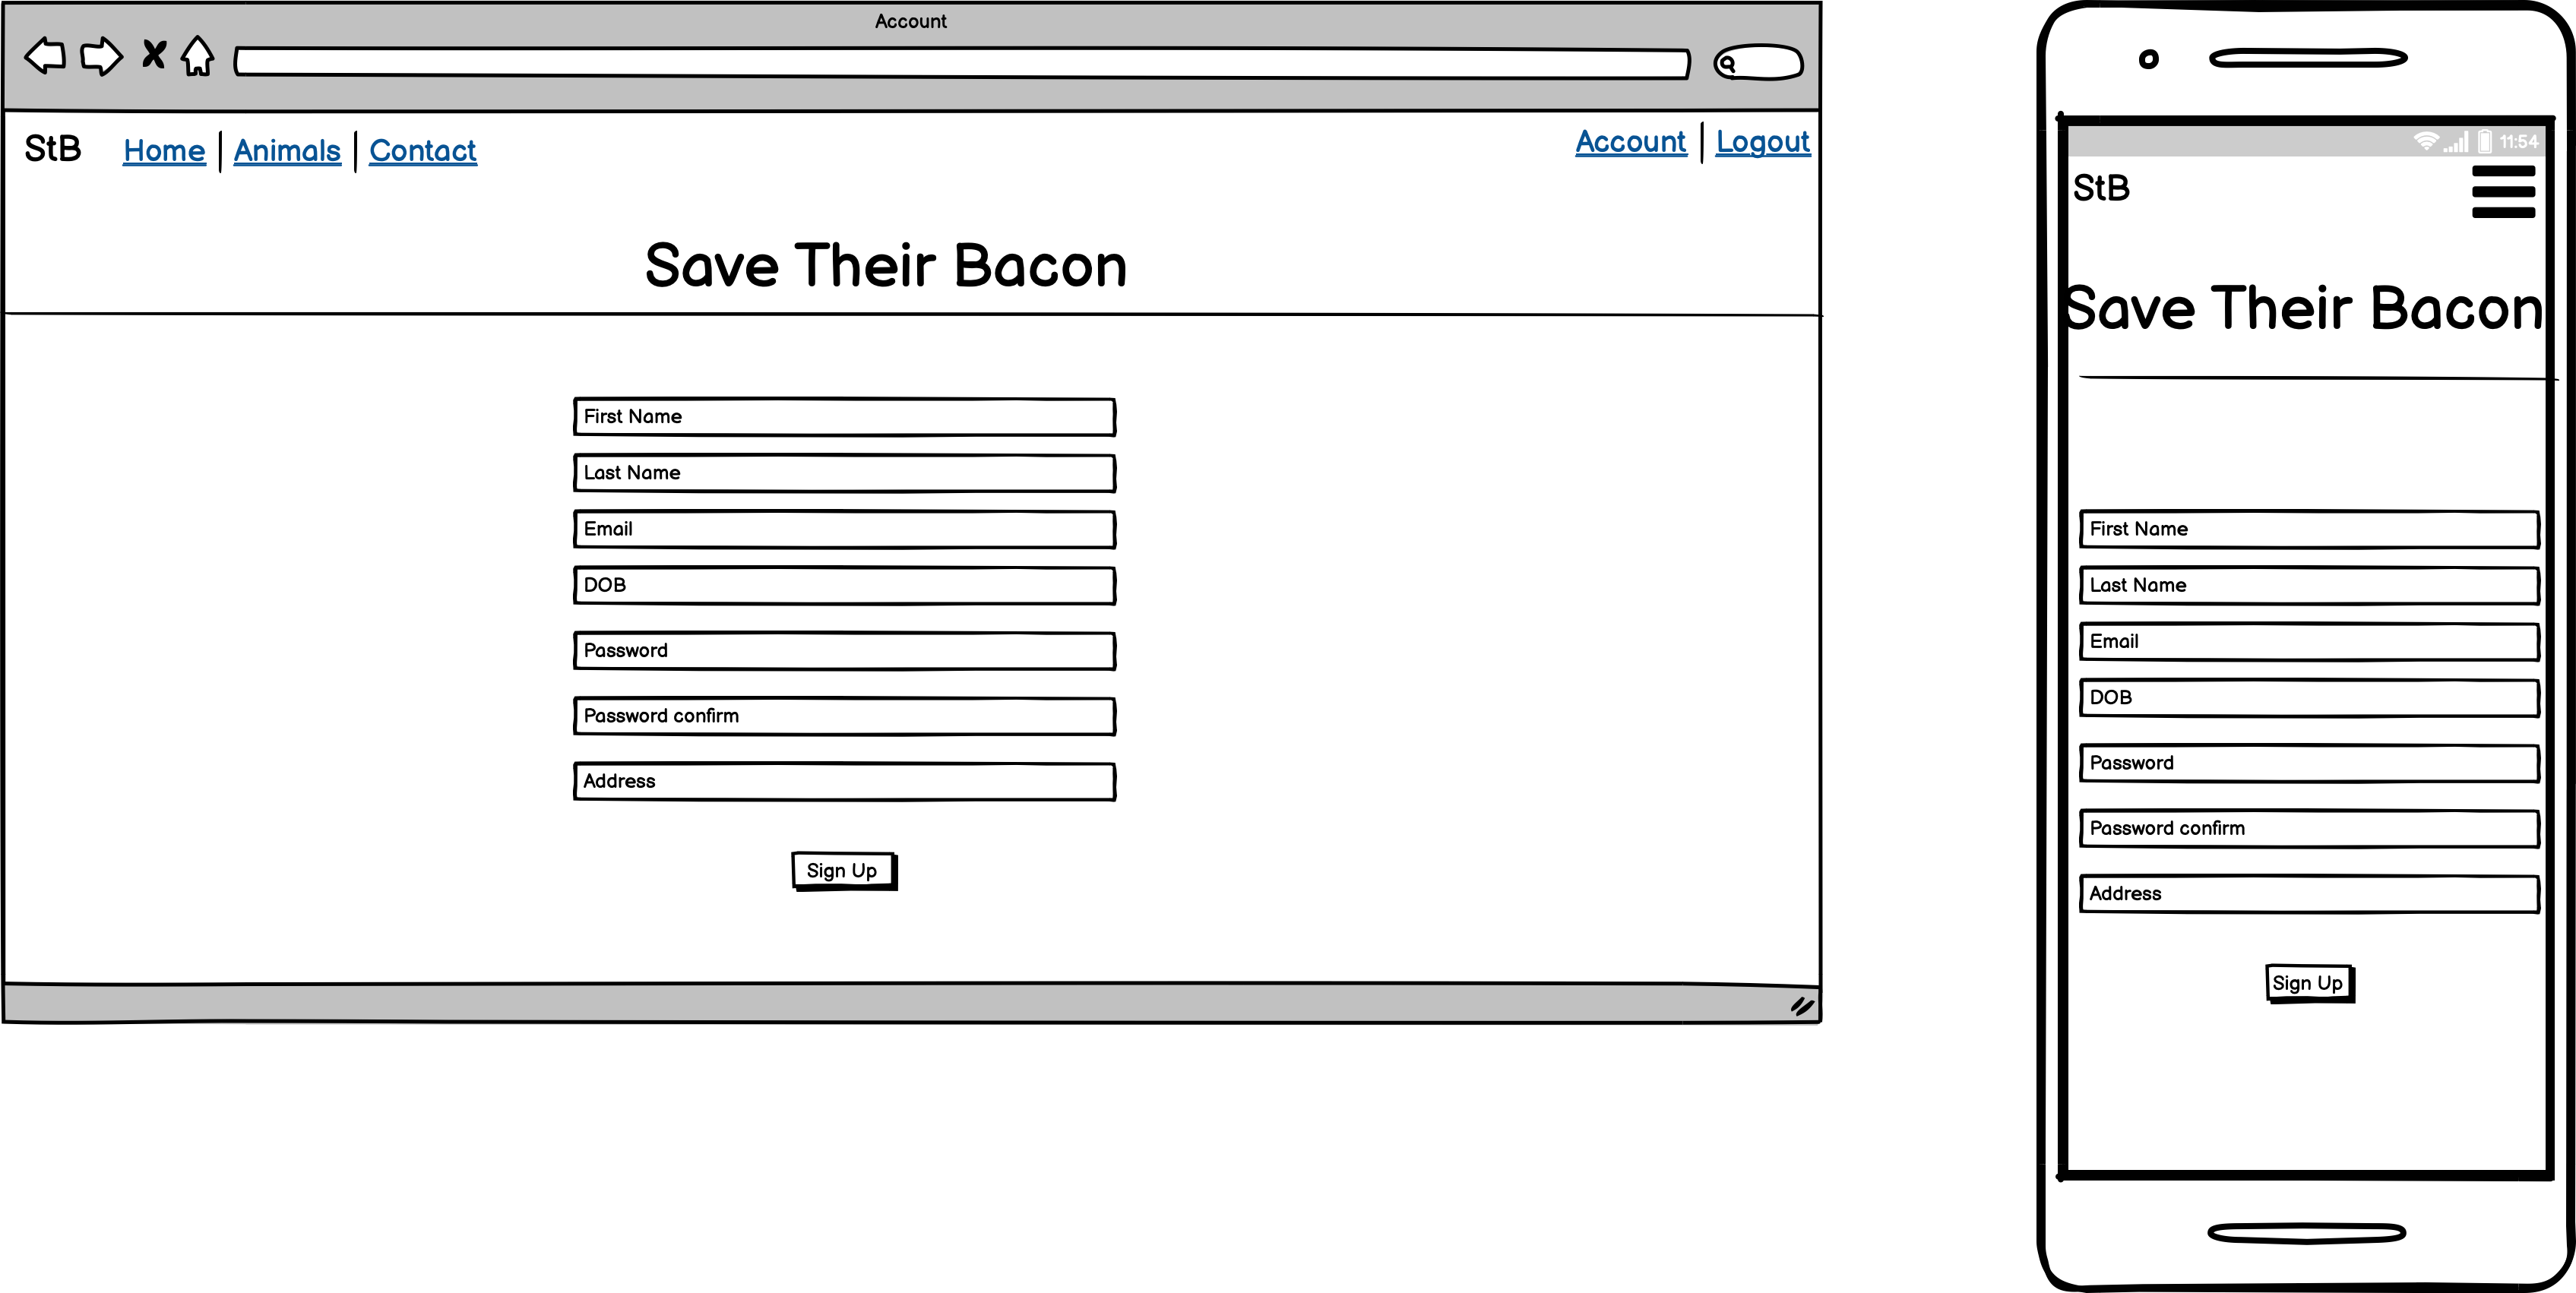 Account
StB Home Animals Contact Account Logout
Save Their Bacon
First Name
Last Name
Email
DOB
Password
Password confirm
Address
Sign Up
11:54
StB
Save Their Bacon
First Name
Last Name
Email
DOB
Password
Password confirm
Address
Sign Up